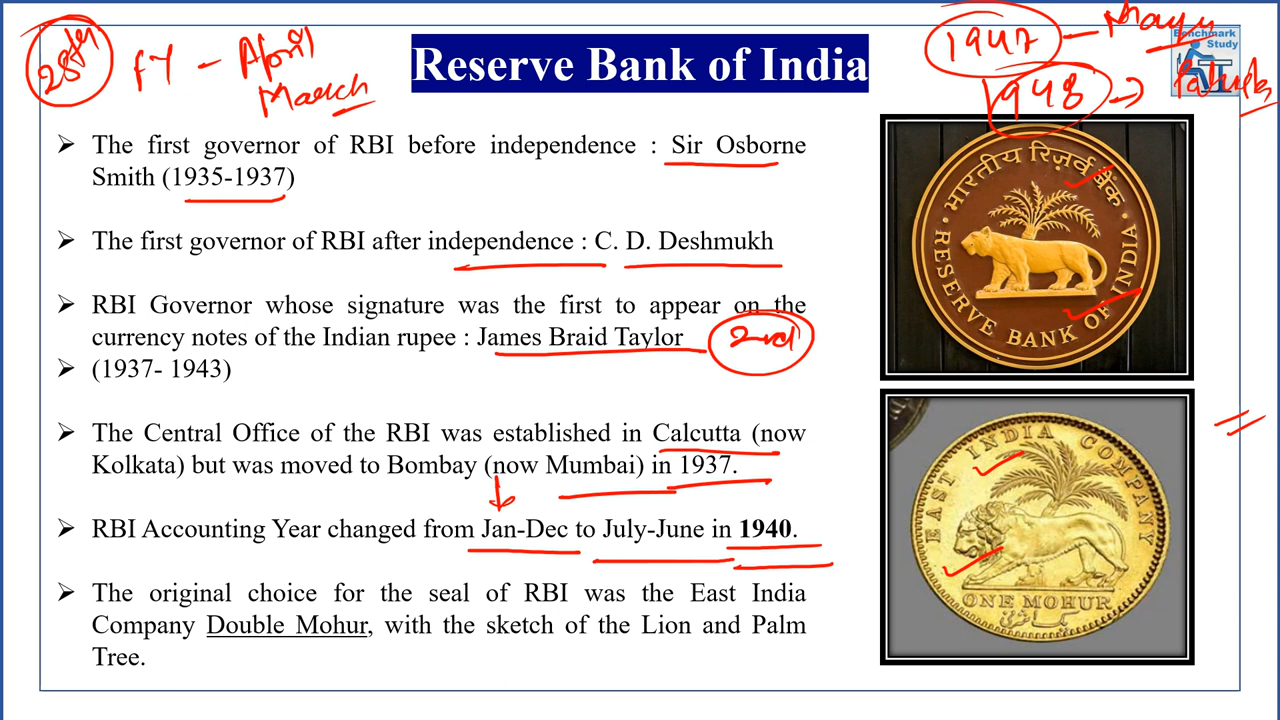 28th
FY - April
March
Reserve Bank of India
1947 -
1948 →
Benchmark
Study
➢ The first governor of RBI before independence : Sir Osborne
Smith (1935-1937)
➢ The first governor of RBI after independence : C. D. Deshmukh
➢ RBI Governor whose signature was the first to appear on the
currency notes of the Indian rupee : James Braid Taylor
2nd
➢ (1937- 1943)
➢ The Central Office of the RBI was established in Calcutta (now
Kolkata) but was moved to Bombay (now Mumbai) in 1937.
➢ RBI Accounting Year changed from Jan-Dec to July-June in 1940.
➢ The original choice for the seal of RBI was the East India
Company Double Mohur, with the sketch of the Lion and Palm
Tree.
भारतीय रिज़र्व बैंक
RESERVE BANK OF INDIA
EAST INDIA COMPANY
ONE MOHUR